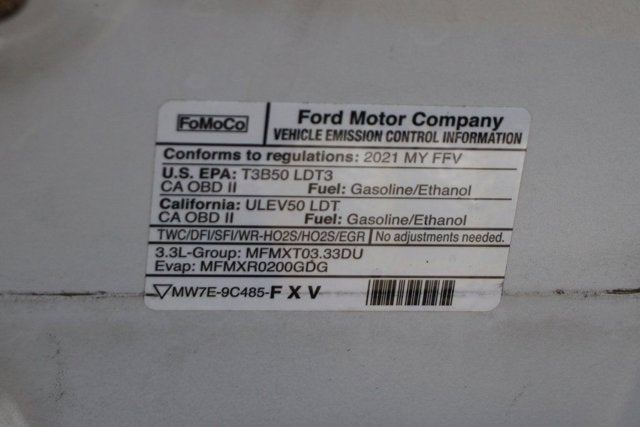 FoMoCo
Ford Motor Company
VEHICLE EMISSION CONTROL INFORMATION
Conforms to regulations: 2021 MY FFV
U.S. EPA: T3B50 LDT3
CA OBD II Fuel: Gasoline/Ethanol
California: ULEV50 LDT
CA OBD II Fuel: Gasoline/Ethanol
TWC/DFI/SFI/WR-HO2S/HO2S/EGR No adjustments needed.
3.3L-Group: MFMXT03.33DU
Evap: MFMXR0200GDG
MW7E-9C485-F X V